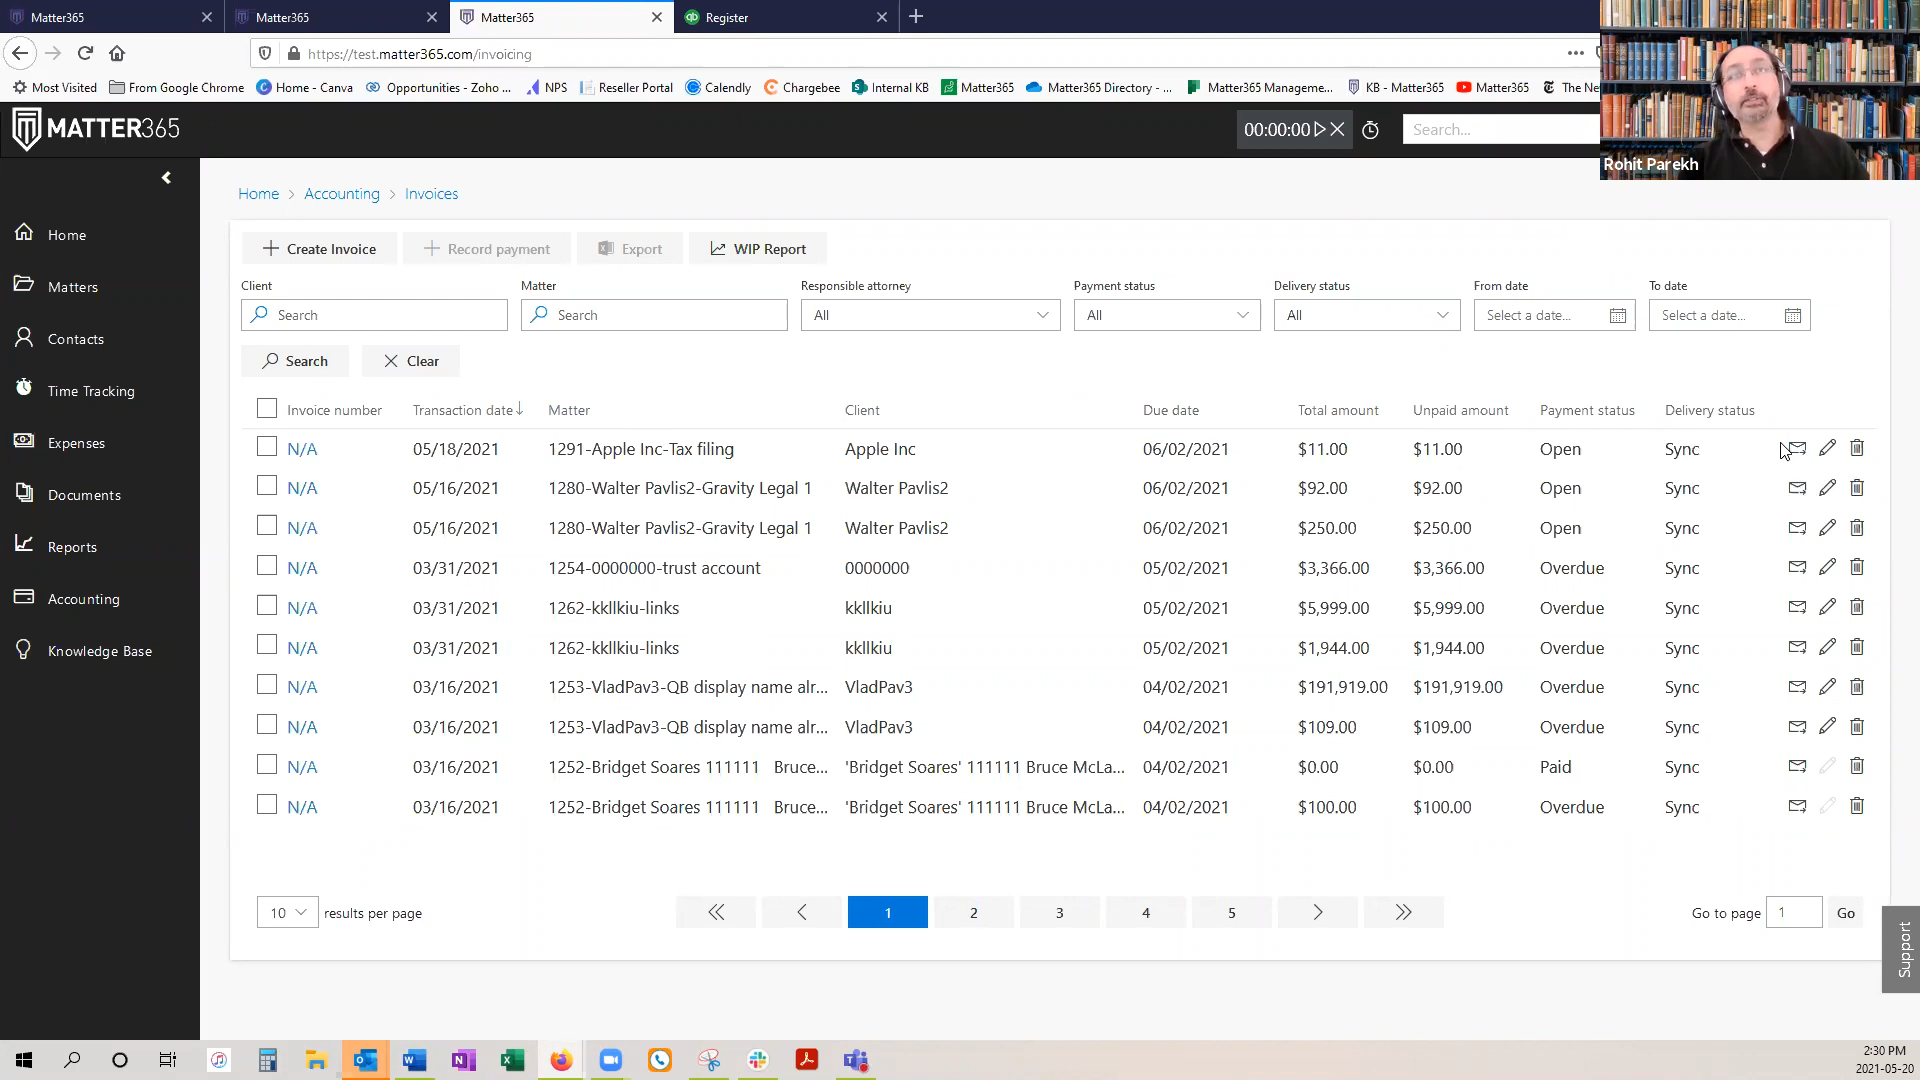 Matter365
Matter365
Matter365
Register
https://test.matter365.com/invoicing
Most Visited
From Google Chrome
Home - Canva
Opportunities - Zoho ...
NPS
Reseller Portal
Calendly
Chargebee
Internal KB
Matter365
Matter365 Directory - ...
Matter365 Manageme...
KB - Matter365
Matter365
The Ne
MATTER365
00:00:00
Search...
Rohit Parekh
Home
Matters
Contacts
Time Tracking
Expenses
Documents
Reports
Accounting
Knowledge Base
Home > Accounting > Invoices
Create Invoice
Record payment
Export
WIP Report
Client
Matter
Responsible attorney
Payment status
Delivery status
From date
To date
Search
Search
All
All
All
Select a date...
Select a date...
Search
Clear
Invoice number Transaction date Matter Client Due date Total amount Unpaid amount Payment status Delivery status
N/A 05/18/2021 1291-Apple Inc-Tax filing Apple Inc 06/02/2021 $11.00 $11.00 Open Sync
N/A 05/16/2021 1280-Walter Pavlis2-Gravity Legal 1 Walter Pavlis2 06/02/2021 $92.00 $92.00 Open Sync
N/A 05/16/2021 1280-Walter Pavlis2-Gravity Legal 1 Walter Pavlis2 06/02/2021 $250.00 $250.00 Open Sync
N/A 03/31/2021 1254-0000000-trust account 0000000 05/02/2021 $3,366.00 $3,366.00 Overdue Sync
N/A 03/31/2021 1262-kkllkiu-links kkllkiu 05/02/2021 $5,999.00 $5,999.00 Overdue Sync
N/A 03/31/2021 1262-kkllkiu-links kkllkiu 05/02/2021 $1,944.00 $1,944.00 Overdue Sync
N/A 03/16/2021 1253-VladPav3-QB display name alr... VladPav3 04/02/2021 $191,919.00 $191,919.00 Overdue Sync
N/A 03/16/2021 1253-VladPav3-QB display name alr... VladPav3 04/02/2021 $109.00 $109.00 Overdue Sync
N/A 03/16/2021 1252-Bridget Soares 111111 Bruce... 'Bridget Soares' 111111 Bruce McLa... 04/02/2021 $0.00 $0.00 Paid Sync
N/A 03/16/2021 1252-Bridget Soares 111111 Bruce... 'Bridget Soares' 111111 Bruce McLa... 04/02/2021 $100.00 $100.00 Overdue Sync
10 results per page
1 2 3 4 5
Go to page 1 Go
Support
2:30 PM
2021-05-20